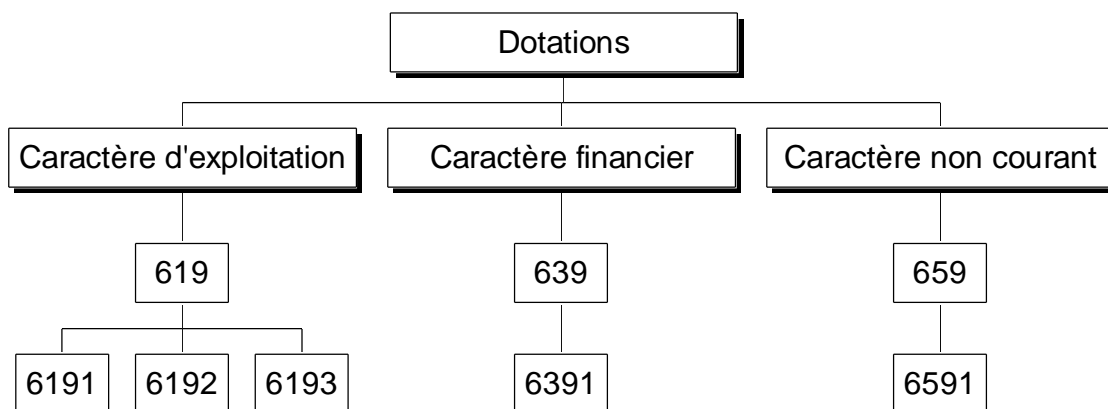 Dotations
Caractère d'exploitation
Caractère financier
Caractère non courant
619
639
659
6191
6192
6193
6391
6591